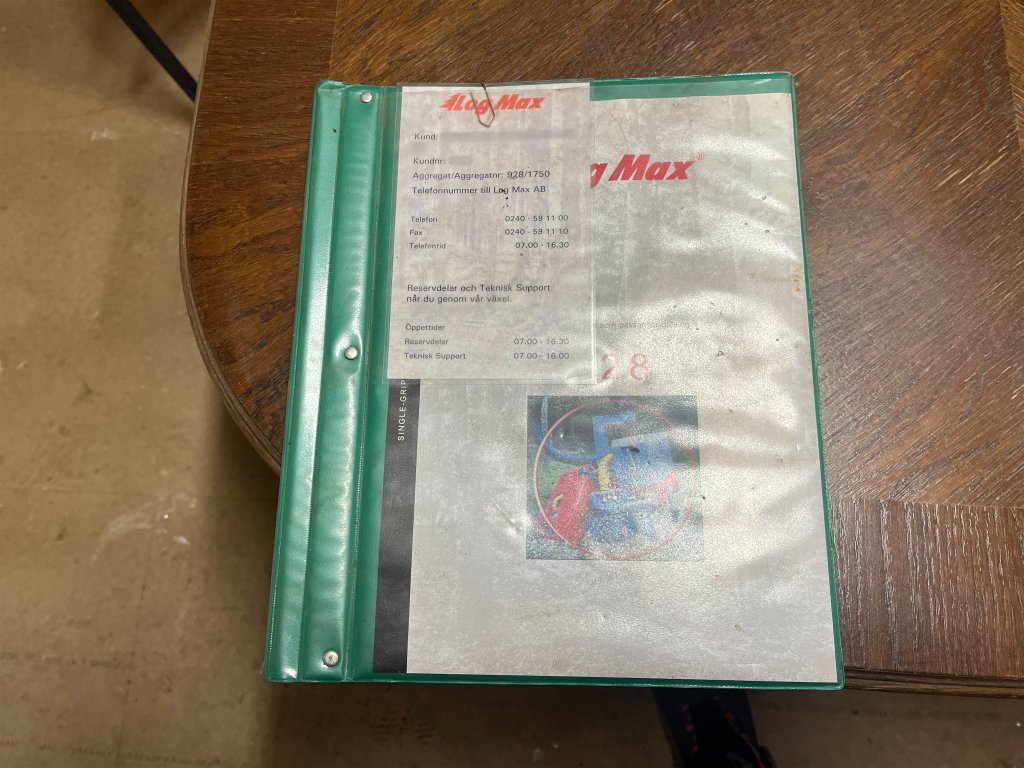 Log Max
Kund:
Kundnr:
Aggregat/Aggregatnr: 928/1750
Telefonnummer till Log Max AB
Telefon 0240 - 59 11 00
Fax 0240 - 59 11 10
Telefontid 07.00 - 16.30
Reservdelar och Teknisk Support
når du genom vår växel.
Öppettider
Reservdelar 07.00 - 16.30
Teknisk Support 07.00 - 16.00
g Max®
2.8
SINGLE-GRIP